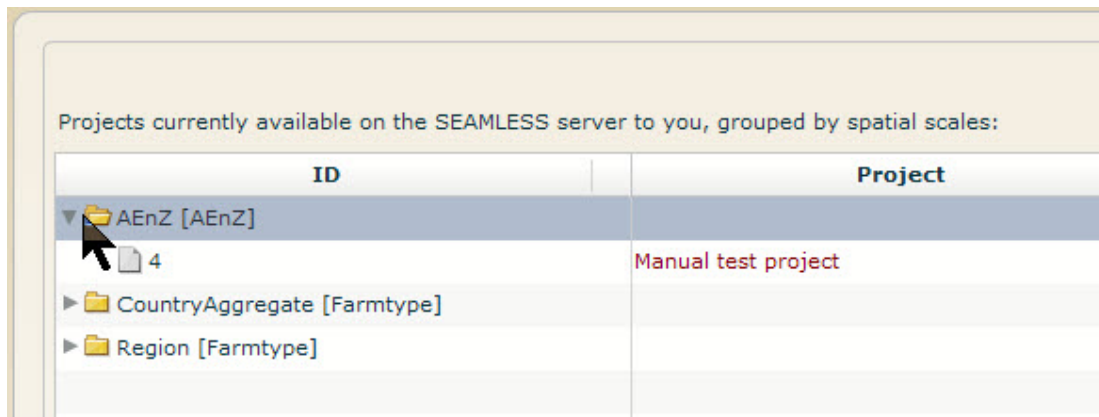 Projects currently available on the SEAMLESS server to you, grouped by spatial scales:
ID Project
AEnZ [AEnZ]
4 Manual test project
CountryAggregate [Farmtype]
Region [Farmtype]